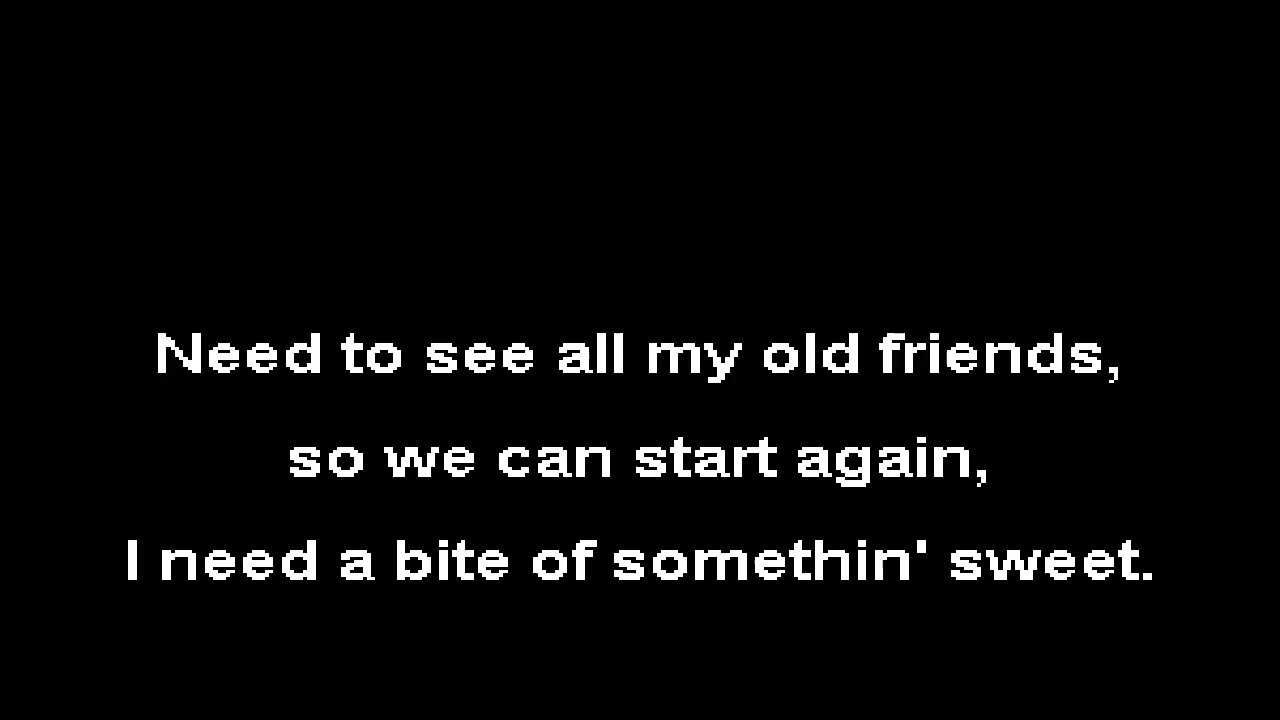 Need to see all my old friends,
so we can start again,
I need a bite of somethin' sweet.